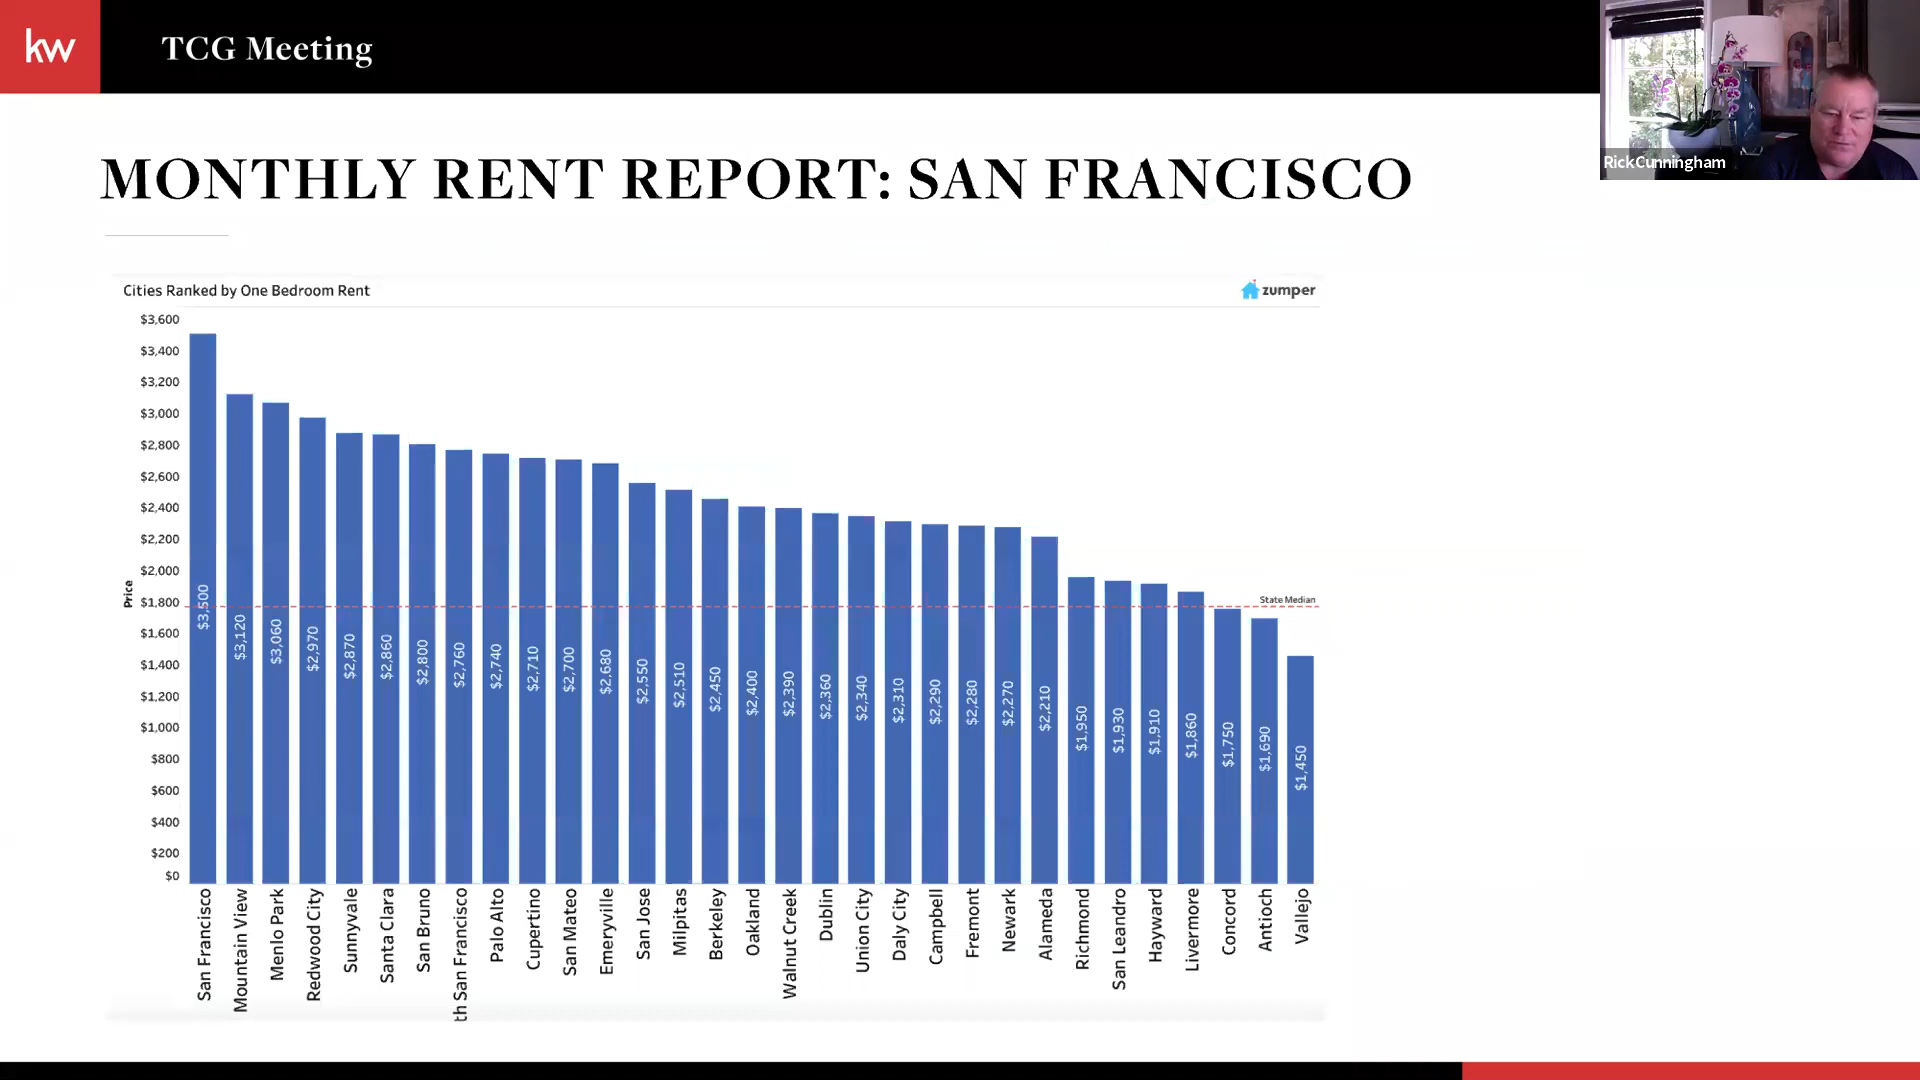 kw
TCG Meeting
RickCunningham
MONTHLY RENT REPORT: SAN FRANCISCO
Cities Ranked by One Bedroom Rent
zumper
$3,600
$3,400
$3,200
$3,000
$2,800
$2,600
$2,400
$2,200
$2,000
$1,800
$1,600
$1,400
$1,200
$1,000
$800
$600
$400
$200
$0
Price
State Median
$3,500
$3,120
$3,060
$2,970
$2,870
$2,860
$2,800
$2,760
$2,740
$2,710
$2,700
$2,680
$2,550
$2,510
$2,450
$2,400
$2,390
$2,360
$2,340
$2,310
$2,290
$2,280
$2,270
$2,210
$1,950
$1,930
$1,910
$1,860
$1,750
$1,690
$1,450
San Francisco
Mountain View
Menlo Park
Redwood City
Sunnyvale
Santa Clara
San Bruno
th San Francisco
Palo Alto
Cupertino
San Mateo
Emeryville
San Jose
Milpitas
Berkeley
Oakland
Walnut Creek
Dublin
Union City
Daly City
Campbell
Fremont
Newark
Alameda
Richmond
San Leandro
Hayward
Livermore
Concord
Antioch
Vallejo